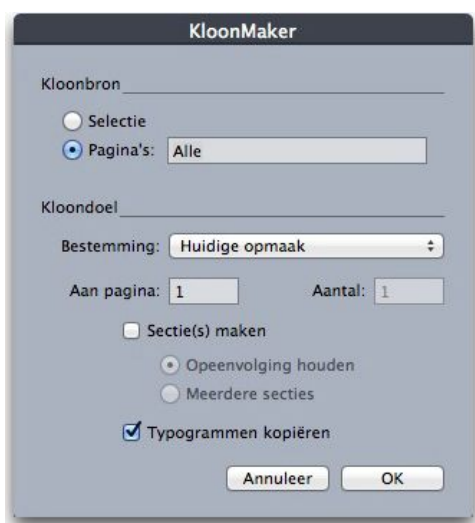 KloonMaker
Kloonbron
Selectie
Pagina's: Alle
Kloondoel
Bestemming: Huidige opmaak
Aan pagina: 1 Aantal: 1
Sectie(s) maken
Opeenvolging houden
Meerdere secties
Typogrammen kopiëren
Annuleer OK